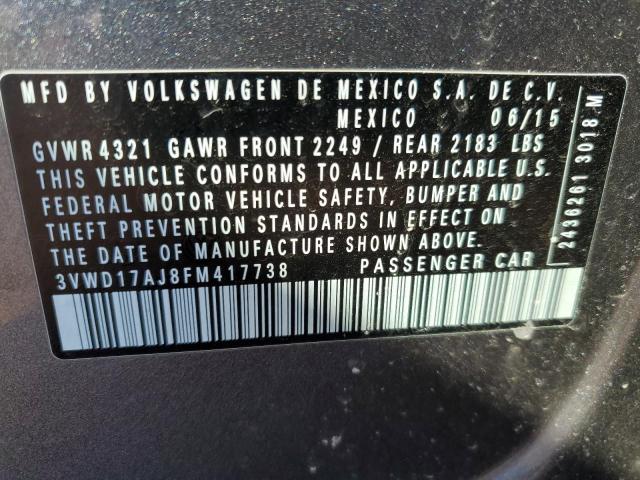 MFD BY VOLKSWAGEN DE MEXICO S.A. DE C.V.
MEXICO 06/15
GVWR 4321 GAWR FRONT 2249 / REAR 2183 LBS
THIS VEHICLE CONFORMS TO ALL APPLICABLE U.S.
FEDERAL MOTOR VEHICLE SAFETY, BUMPER AND
THEFT PREVENTION STANDARDS IN EFFECT ON
THE DATE OF MANUFACTURE SHOWN ABOVE.
3VWD17AJ8FM417738 PASSENGER CAR
2436261 3018 M